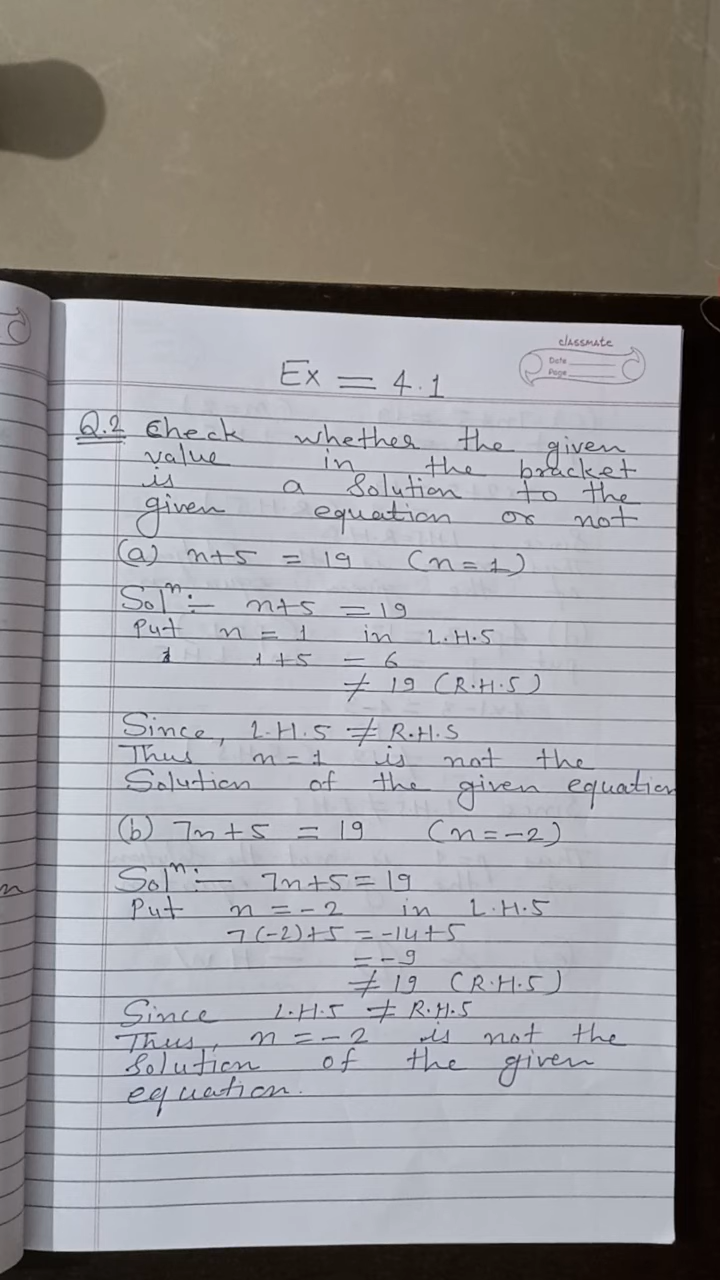 classmate
Date
Page
Ex = 4.1
Q.2 Check whether the given
value in the bracket
is a Solution to the
given equation or not
(a) n+5 = 19 (n=1)
Solⁿ:- n+5 = 19
Put n = 1 in L.H.S
1+5 = 6
≠ 19 (R.H.S)
Since, L.H.S ≠ R.H.S
Thus n=1 is not the
Solution of the given equation
(b) 7n+5 = 19 (n=-2)
Solⁿ:- 7n+5=19
Put n = -2 in L.H.S
7(-2)+5 = -14+5
= -9
≠ 19 (R.H.S)
Since L.H.S ≠ R.H.S
Thus, n = -2 is not the
Solution of the given
equation.